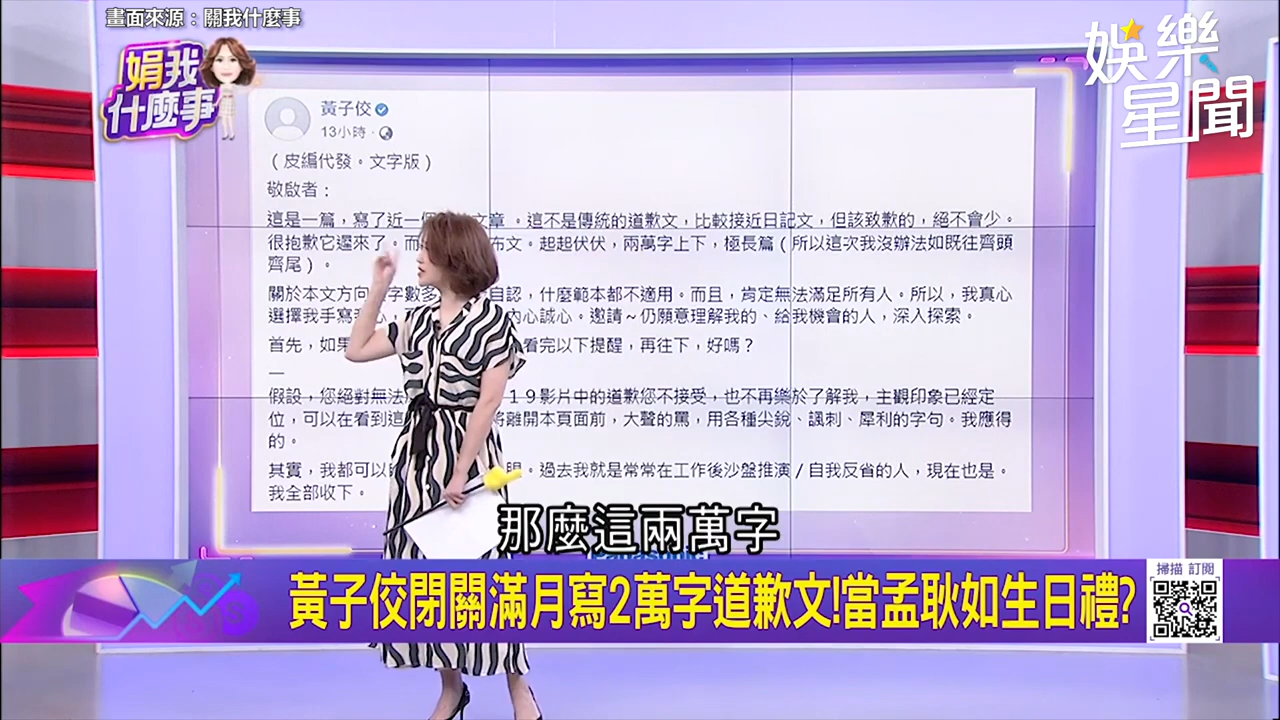 畫面來源：關我什麼事
娛樂星聞
娟我
什麼事
黃子佼
13小時
（皮編代發。文字版）
敬啟者：
這是一篇，寫了近一個 文章 。這不是傳統的道歉文，比較接近日記文，但該致歉的，絕不會少。
很抱歉它遲來了。而 布文。起起伏伏，兩萬字上下，極長篇（所以這次我沒辦法如既往齊頭
齊尾）。
關於本文方向 字數多 自認，什麼範本都不適用。而且，肯定無法滿足所有人。所以，我真心
選擇我手寫我心， 內心誠心。邀請～仍願意理解我的、給我機會的人，深入探索。
首先，如果 看完以下提醒，再往下，好嗎？
—
假設，您絕對無法 １９影片中的道歉您不接受，也不再樂於了解我，主觀印象已經定
位，可以在看到這 將離開本頁面前，大聲的罵，用各種尖銳、諷刺、犀利的字句。我應得
的。
其實，我都可以 眼。過去我就是常常在工作後沙盤推演／自我反省的人，現在也是。
我全部收下。
那麼這兩萬字
Panasonic
掃描 訂閱
黃子佼閉關滿月寫2萬字道歉文!當孟耿如生日禮?